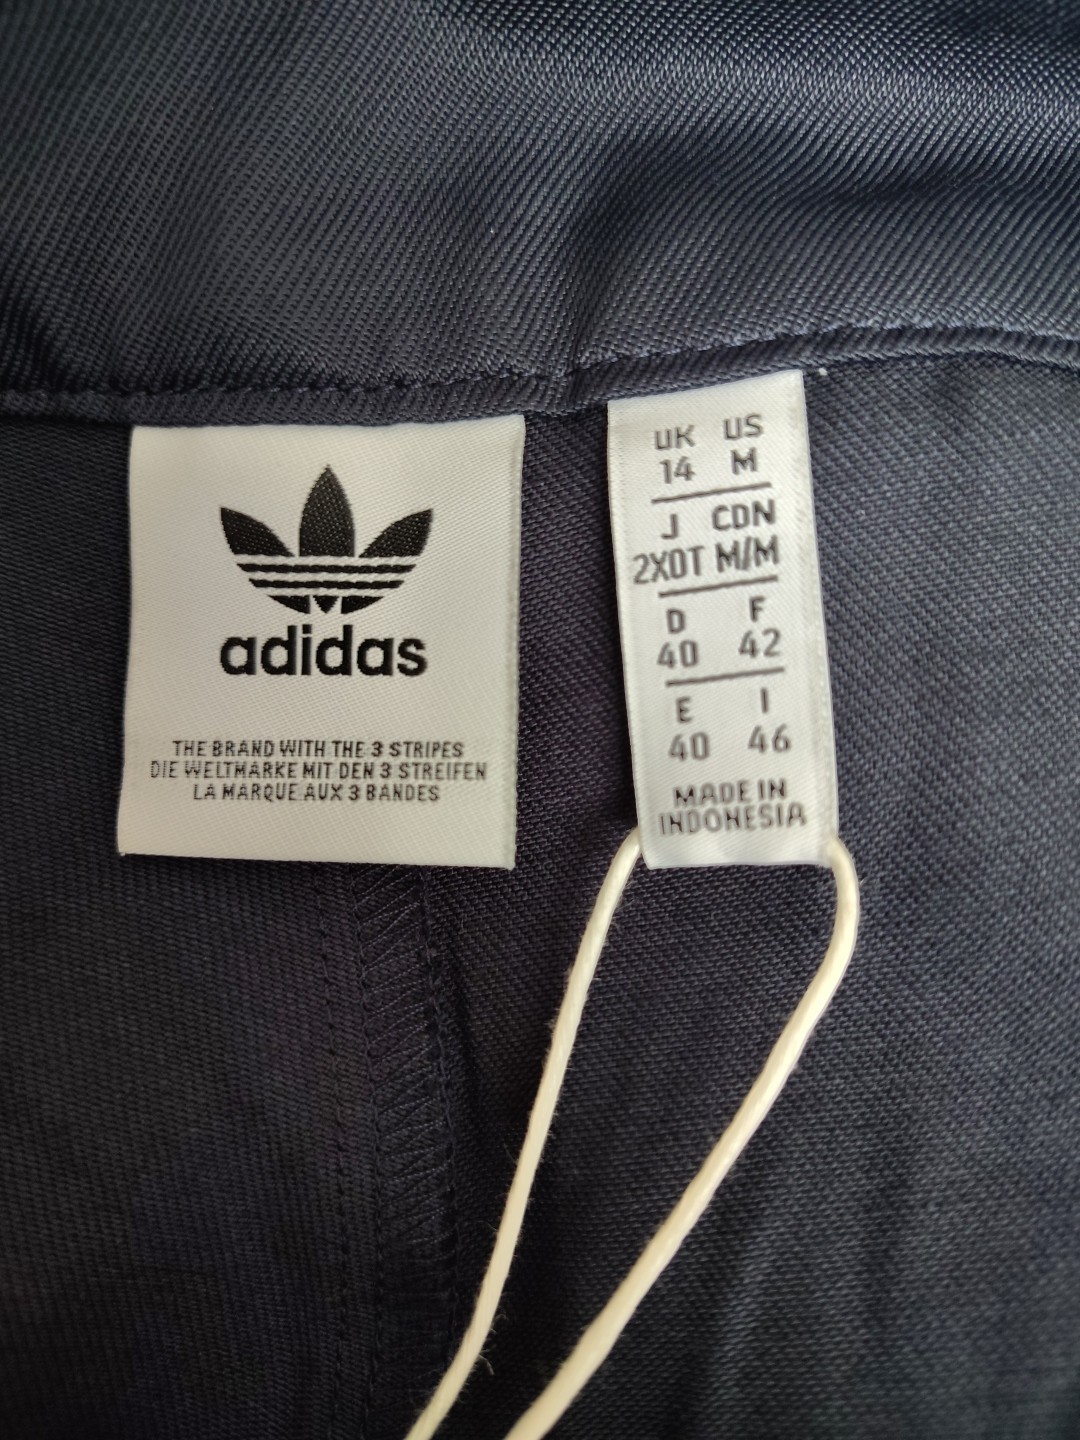 adidas
THE BRAND WITH THE 3 STRIPES
DIE WELTMARKE MIT DEN 3 STREIFEN
LA MARQUE AUX 3 BANDES
UK US
14 M
J CDN
2XOT M/M
D F
40 42
E I
40 46
MADE IN
INDONESIA